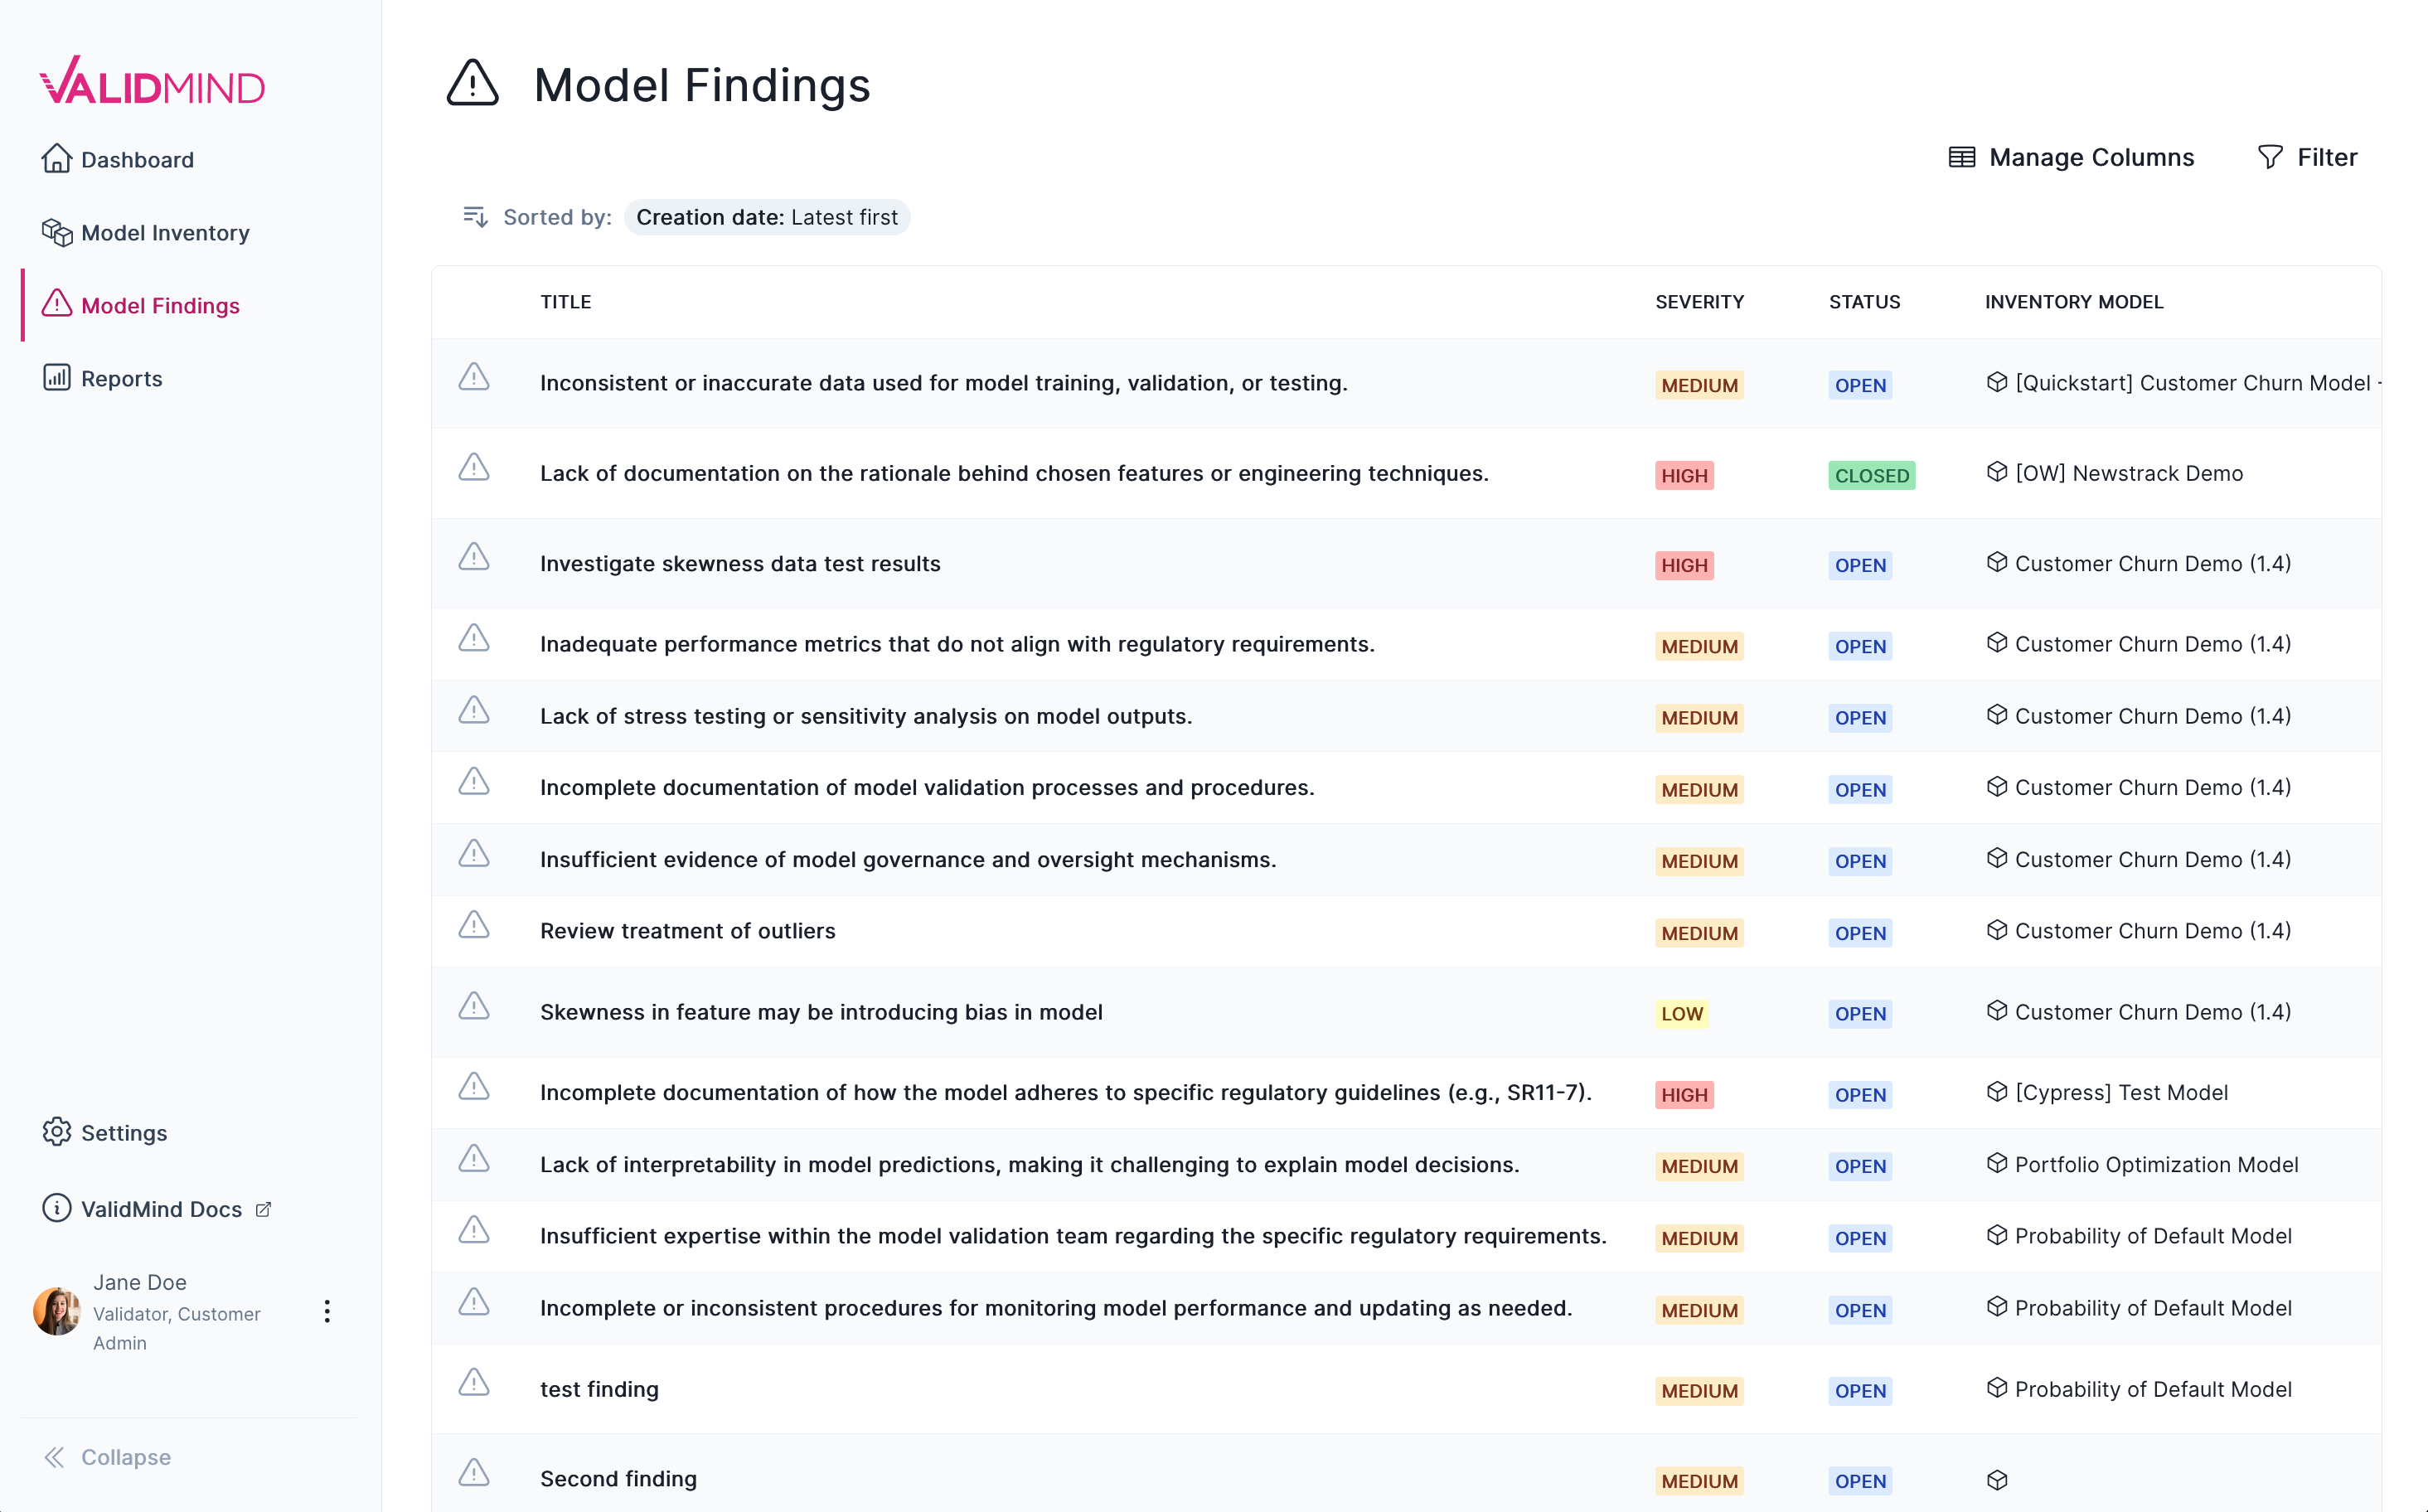 VALIDMIND
Dashboard
Model Inventory
Model Findings
Reports
Settings
ValidMind Docs
Jane Doe
Validator, Customer
Admin
Collapse
Model Findings
Manage Columns
Filter
Sorted by: Creation date: Latest first
TITLE SEVERITY STATUS INVENTORY MODEL
Inconsistent or inaccurate data used for model training, validation, or testing. MEDIUM OPEN [Quickstart] Customer Churn Model -
Lack of documentation on the rationale behind chosen features or engineering techniques. HIGH CLOSED [OW] Newstrack Demo
Investigate skewness data test results HIGH OPEN Customer Churn Demo (1.4)
Inadequate performance metrics that do not align with regulatory requirements. MEDIUM OPEN Customer Churn Demo (1.4)
Lack of stress testing or sensitivity analysis on model outputs. MEDIUM OPEN Customer Churn Demo (1.4)
Incomplete documentation of model validation processes and procedures. MEDIUM OPEN Customer Churn Demo (1.4)
Insufficient evidence of model governance and oversight mechanisms. MEDIUM OPEN Customer Churn Demo (1.4)
Review treatment of outliers MEDIUM OPEN Customer Churn Demo (1.4)
Skewness in feature may be introducing bias in model LOW OPEN Customer Churn Demo (1.4)
Incomplete documentation of how the model adheres to specific regulatory guidelines (e.g., SR11-7). HIGH OPEN [Cypress] Test Model
Lack of interpretability in model predictions, making it challenging to explain model decisions. MEDIUM OPEN Portfolio Optimization Model
Insufficient expertise within the model validation team regarding the specific regulatory requirements. MEDIUM OPEN Probability of Default Model
Incomplete or inconsistent procedures for monitoring model performance and updating as needed. MEDIUM OPEN Probability of Default Model
test finding MEDIUM OPEN Probability of Default Model
Second finding MEDIUM OPEN